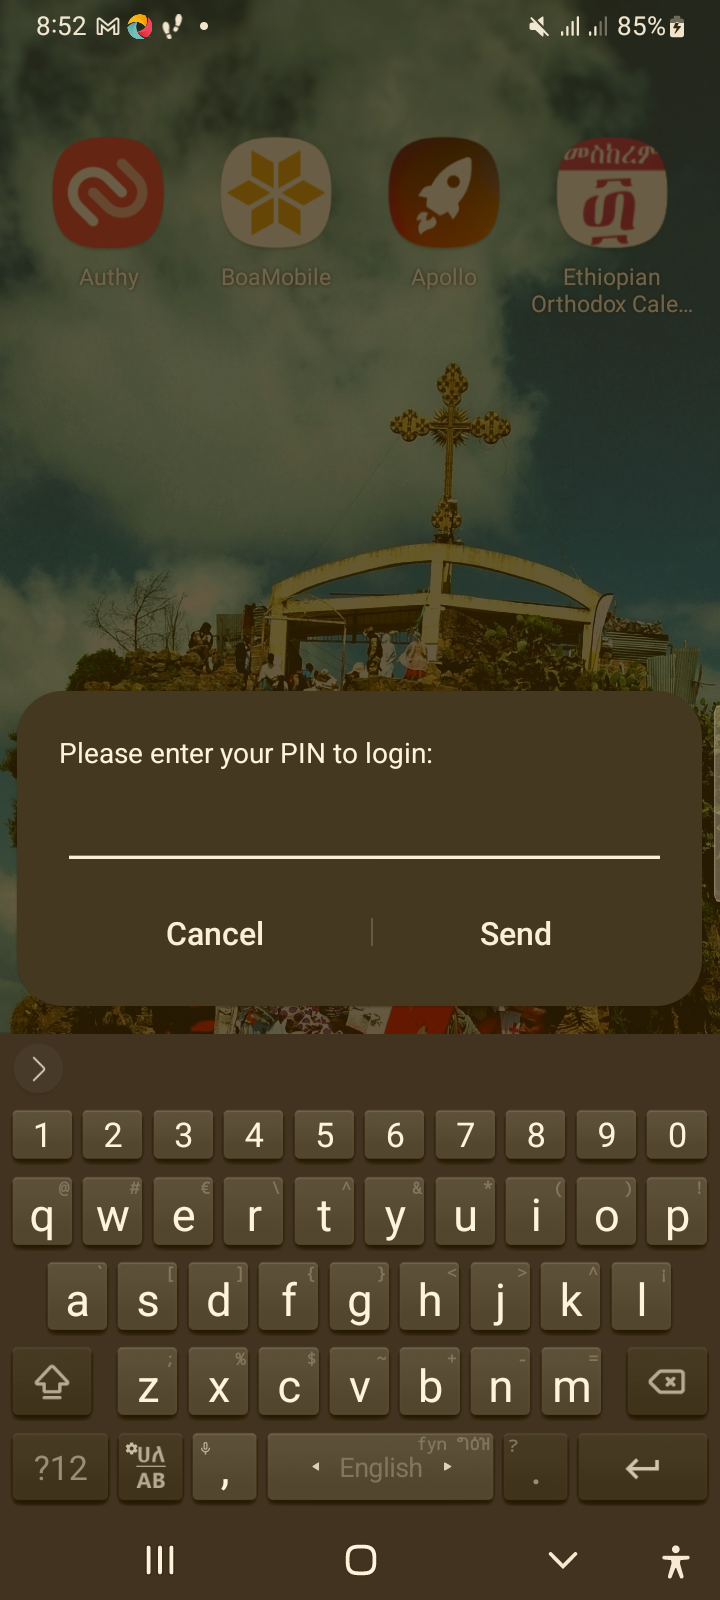 8:52
85%
መስከረም
፴
Authy
BoaMobile
Apollo
Ethiopian
Orthodox Cale...
Please enter your PIN to login:
Cancel
Send
1 2 3 4 5 6 7 8 9 0
@ # € \ ^ & * ( ) !
q w e r t y u i o p
` [ ] { } < > ^ ¡
a s d f g h j k l
; % $ ~ + - =
z x c v b n m
?12
AB
,
English
?
.